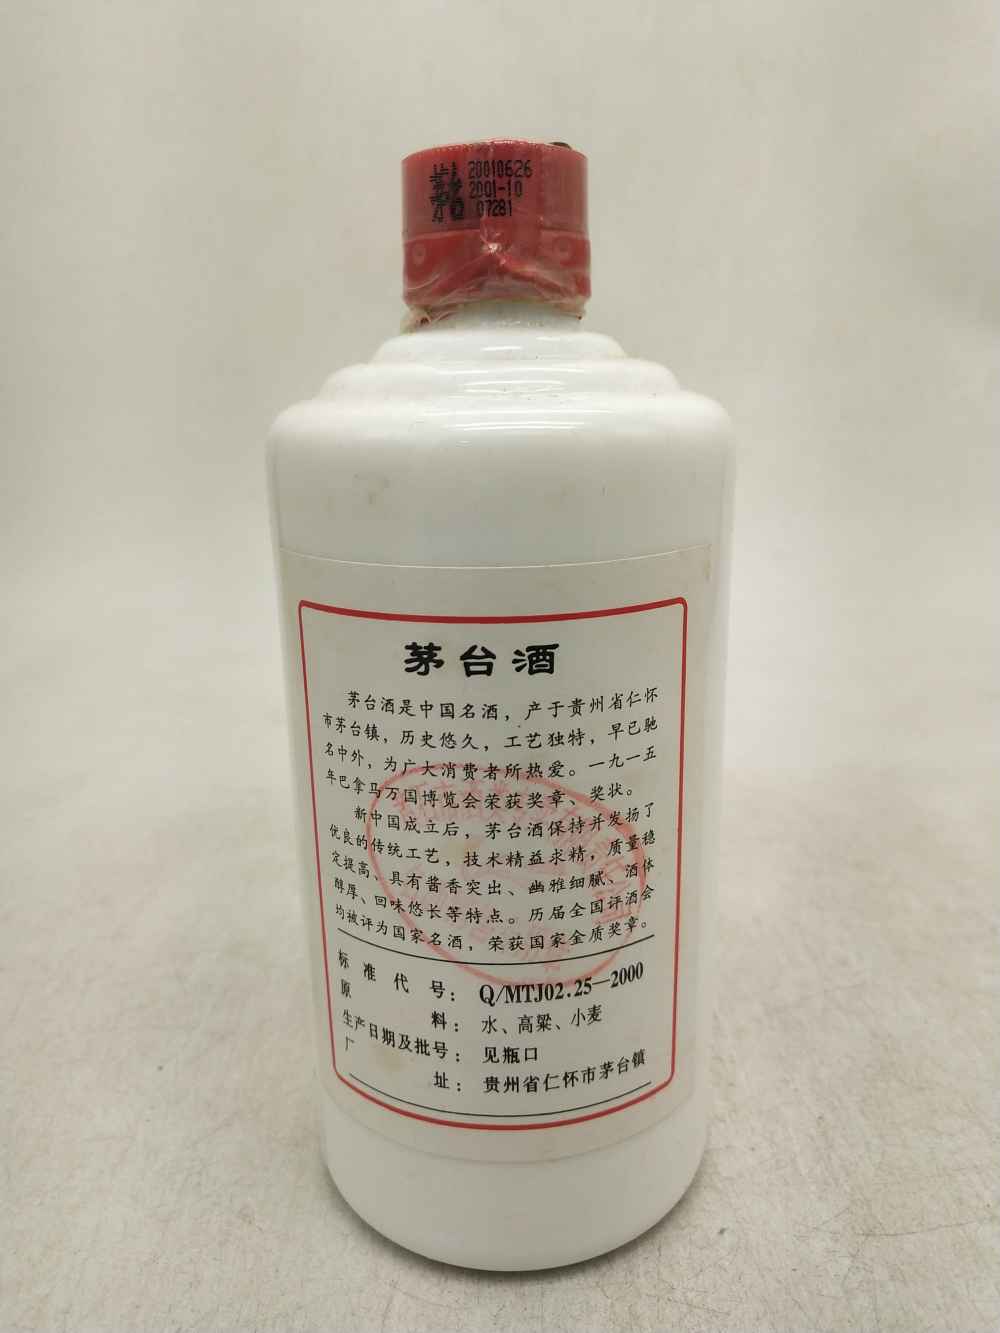 20010626
2001-10
07281
茅台酒
茅台酒是中国名酒，产于贵州省仁怀
市茅台镇，历史悠久，工艺独特，早已驰
名中外，为广大消费者所热爱。一九一五
年巴拿马万国博览会荣获奖章、奖状。
新中国成立后，茅台酒保持并发扬了
优良的传统工艺，技术精益求精，质量稳
定提高、具有酱香突出、幽雅细腻、酒体
醇厚、回味悠长等特点。历届全国评酒会
均被评为国家名酒，荣获国家金质奖章。
标准代号：Q/MTJ02.25—2000
原料：水、高粱、小麦
生产日期及批号：见瓶口
厂址：贵州省仁怀市茅台镇